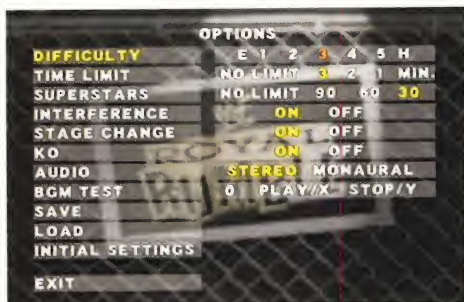 OPTIONS
DIFFICULTY E 1 2 3 4 5 H
TIME LIMIT NO LIMIT 3 2 1 MIN.
SUPERSTARS NO LIMIT 90 60 30
INTERFERENCE ON OFF
STAGE CHANGE ON OFF
KO ON OFF
AUDIO STEREO MONAURAL
BGM TEST 0 PLAY/X STOP/Y
SAVE
LOAD
INITIAL SETTINGS
EXIT